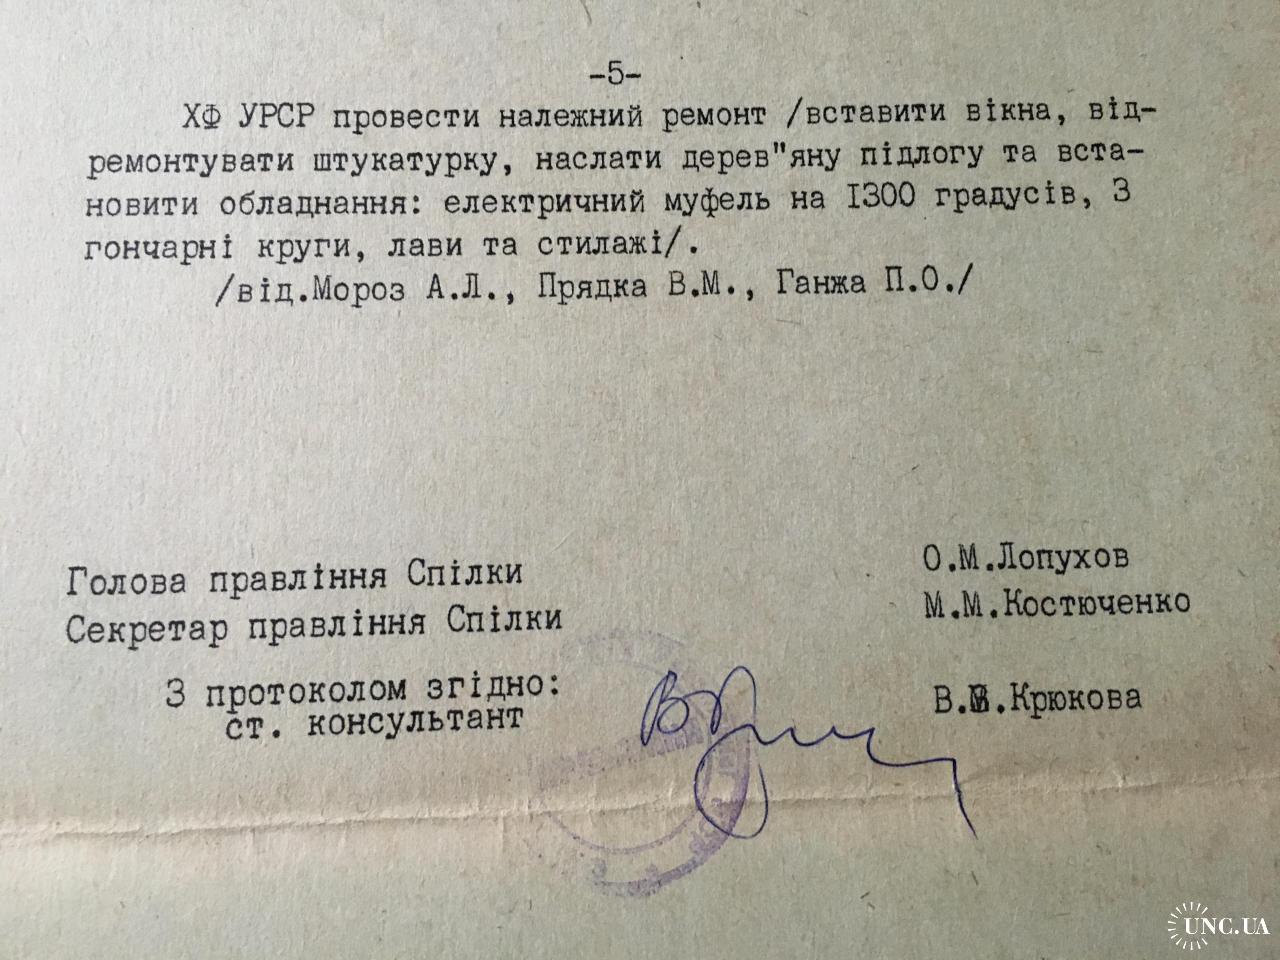 -5-
ХФ УРСР провести належний ремонт /вставити вікна, від-
ремонтувати штукатурку, наслати дерев"яну підлогу та вста-
новити обладнання: електричний муфель на І300 градусів, 3
гончарні круги, лави та стилажі/.
/від.Мороз А.Л., Прядка В.М., Ганжа П.О./
Голова правління Спілки О.М.Лопухов
Секретар правління Спілки М.М.Костюченко
З протоколом згідно:
ст. консультант В.В.Крюкова
UNC.UA